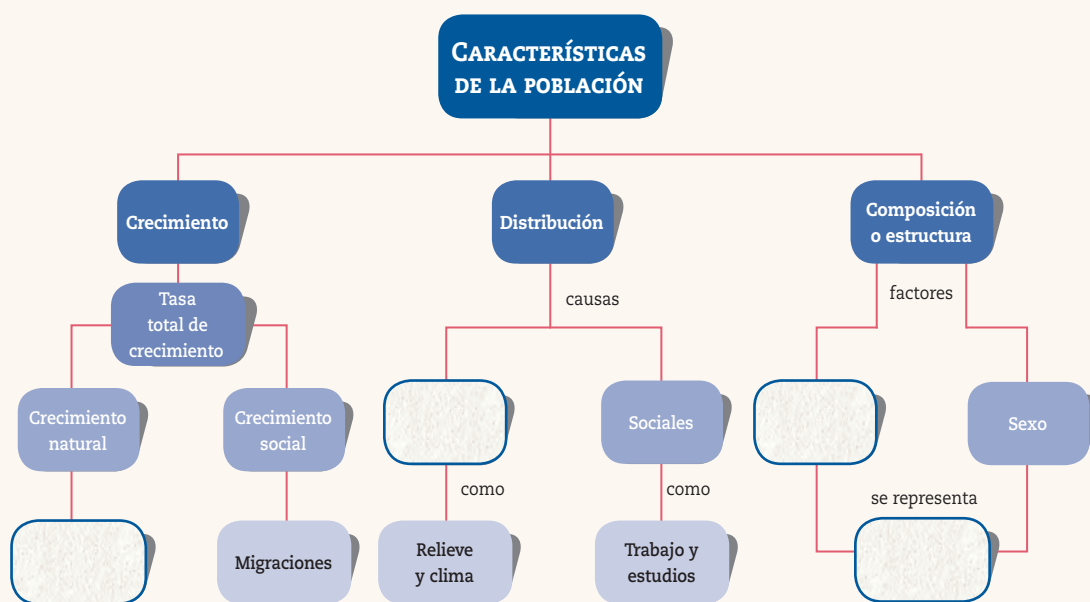 CARACTERÍSTICAS
DE LA POBLACIÓN
Crecimiento
Distribución
Composición
o estructura
Tasa
total de
crecimiento
causas
factores
Crecimiento
natural
Crecimiento
social
Sociales
Sexo
como
como
se representa
Migraciones
Relieve
y clima
Trabajo y
estudios